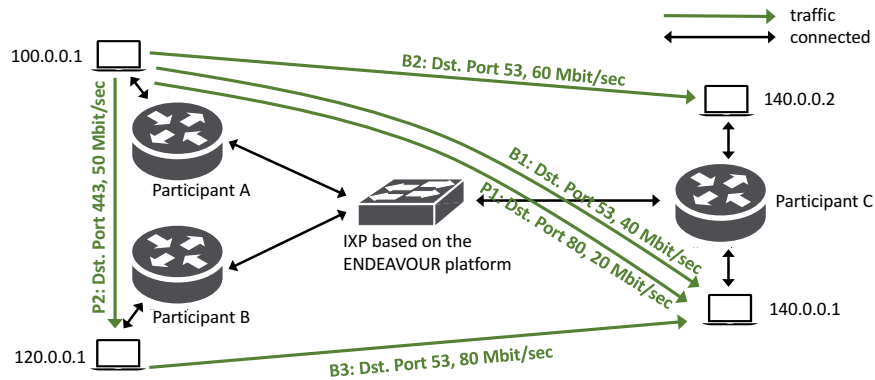 traffic
connected
100.0.0.1
B2: Dst. Port 53, 60 Mbit/sec
140.0.0.2
P2: Dst. Port 443, 50 Mbit/sec
B1: Dst. Port 53, 40 Mbit/sec
P1: Dst. Port 80, 20 Mbit/sec
Participant A
Participant C
IXP based on the
ENDEAVOUR platform
Participant B
140.0.0.1
120.0.0.1
B3: Dst. Port 53, 80 Mbit/sec